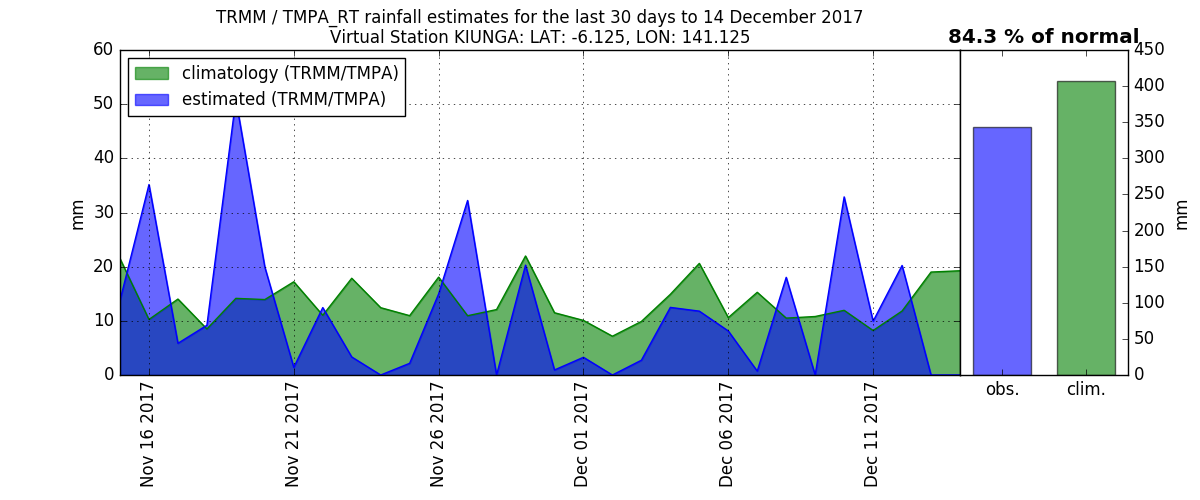 TRMM / TMPA_RT rainfall estimates for the last 30 days to 14 December 2017
Virtual Station KIUNGA: LAT: -6.125, LON: 141.125
84.3 % of normal
climatology (TRMM/TMPA)
estimated (TRMM/TMPA)
60
50
40
30
20
10
0
mm
Nov 16 2017
Nov 21 2017
Nov 26 2017
Dec 01 2017
Dec 06 2017
Dec 11 2017
450
400
350
300
250
200
150
100
50
0
mm
obs.
clim.